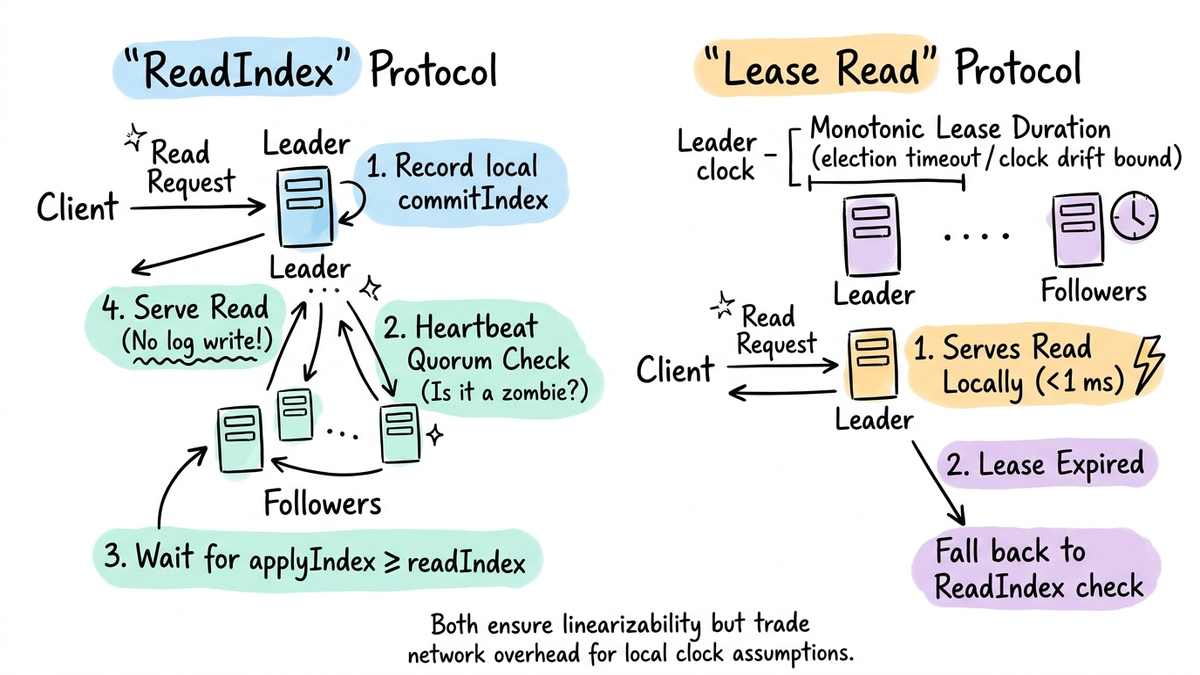 “ReadIndex” Protocol
Client
Read
Request
Leader
1. Record local
commitIndex
Leader
...
4. Serve Read
(No log write!)
2. Heartbeat
Quorum Check
(Is it a zombie?)
...
Followers
3. Wait for applyIndex ≥ readIndex
“Lease Read” Protocol
Leader
clock
Monotonic Lease Duration
(election timeout / clock drift bound)
....
Leader
Followers
Client
Read
Request
Leader
1. Serves Read
Locally (<1 ms)
2. Lease Expired
Fall back to
ReadIndex check
Both ensure linearizability but trade
network overhead for local clock assumptions.